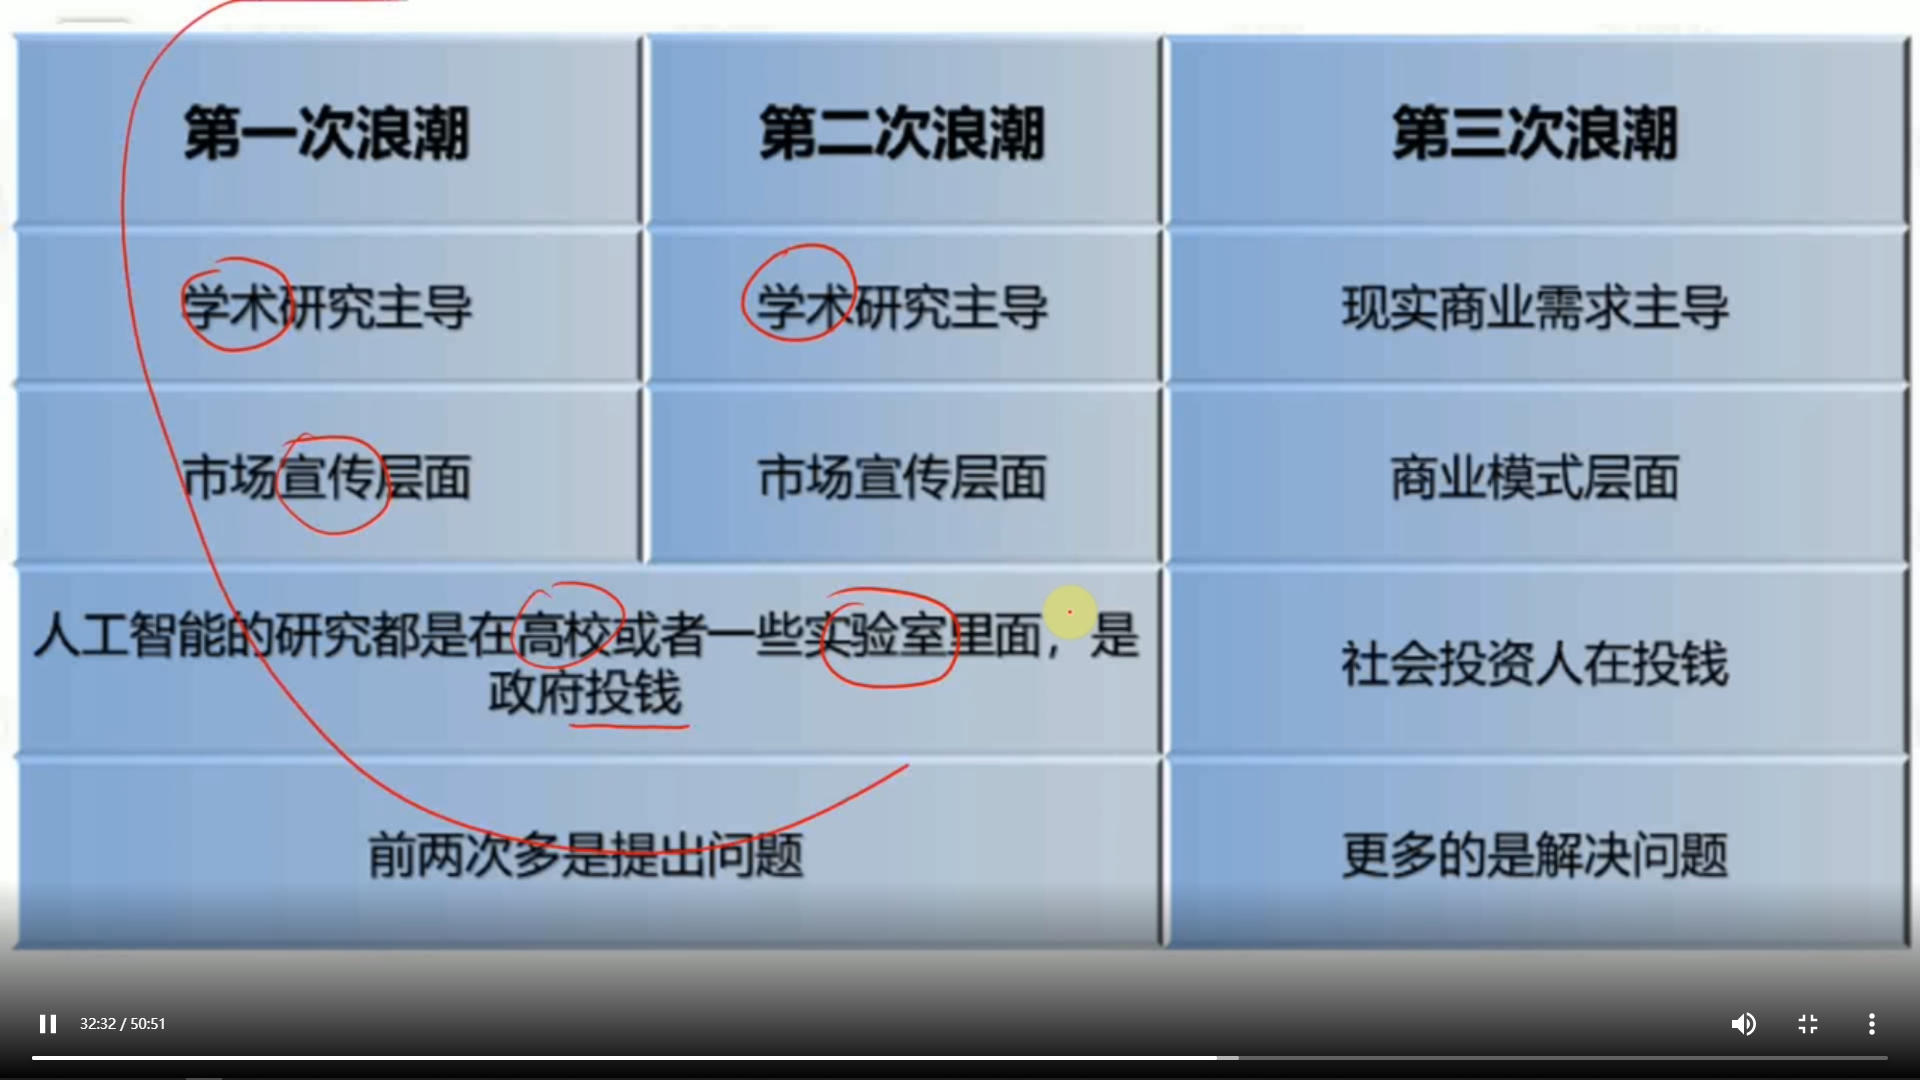 第一次浪潮
第二次浪潮
第三次浪潮
学术研究主导
学术研究主导
现实商业需求主导
市场宣传层面
市场宣传层面
商业模式层面
人工智能的研究都是在高校或者一些实验室里面，是
政府投钱
社会投资人在投钱
前两次多是提出问题
更多的是解决问题
32:32 / 50:51